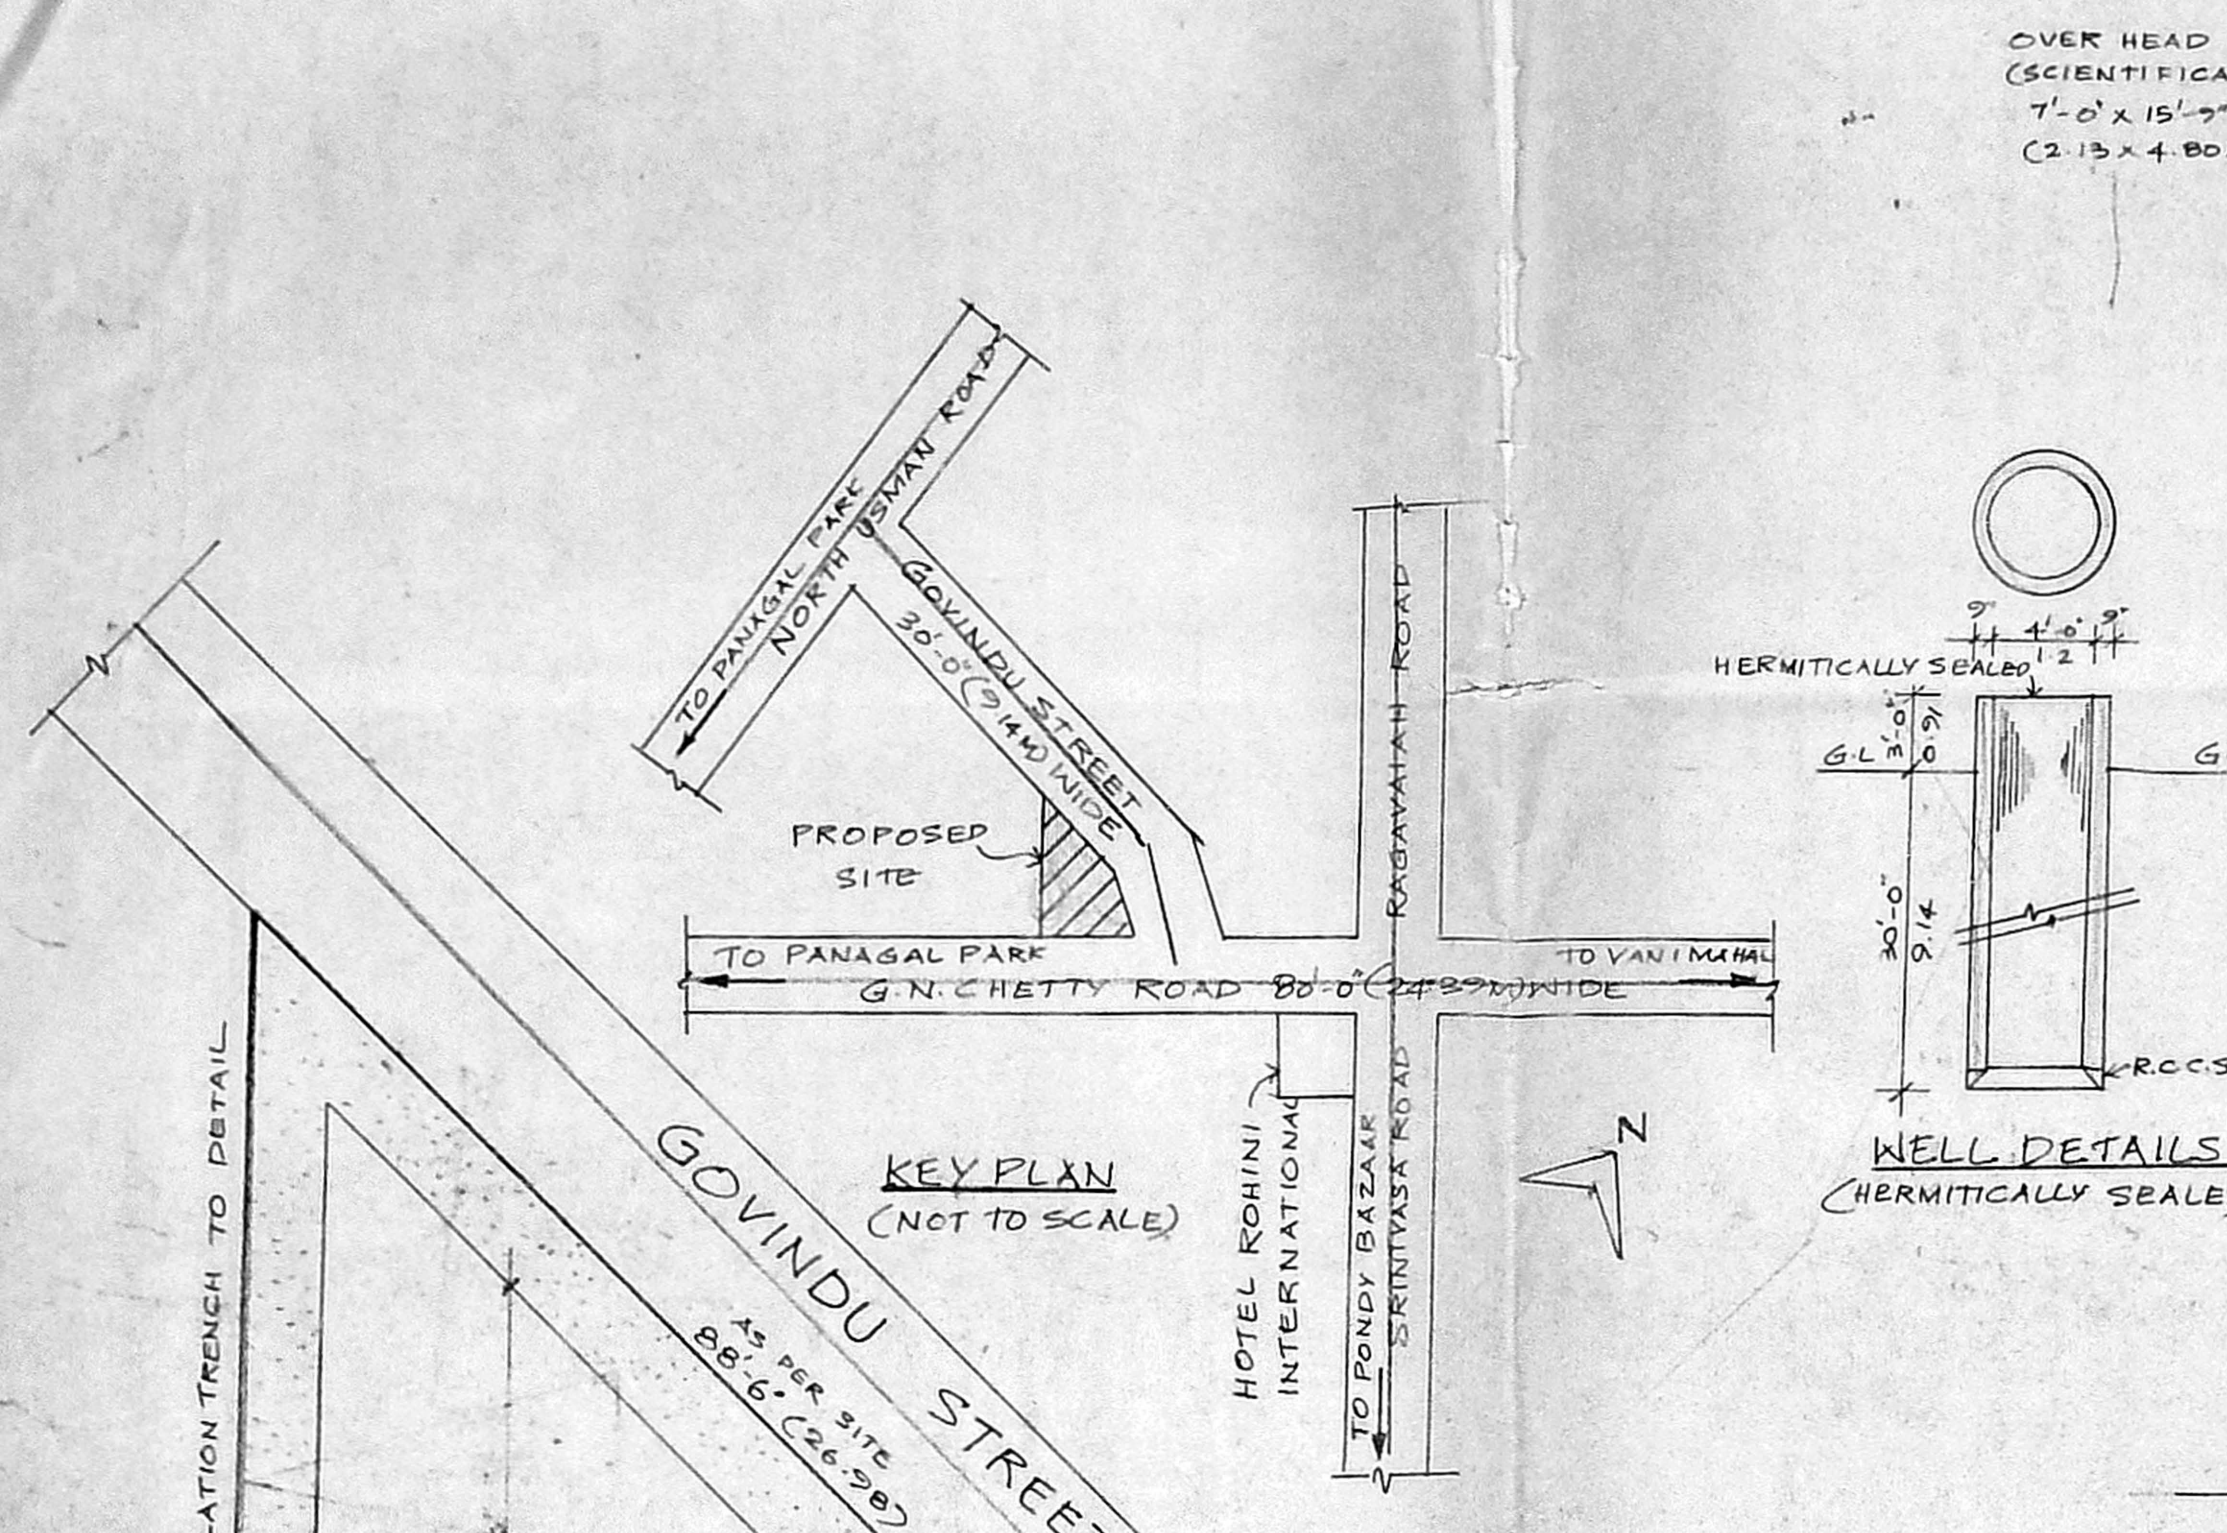 OVER HEAD
(SCIENTIFICA
7'-0" x 15'-9"
(2.13 x 4.80
TO PANAGAL PARK
NORTH USMAN ROAD
GOVINDU STREET
30'-0" (9.14 M) WIDE
PROPOSED
SITE
RAGAVAIAH ROAD
TO PANAGAL PARK
TO VANI MAHAL
G.N. CHETTY ROAD 80'-0" (24.39M) WIDE
HOTEL ROHINI
INTERNATIONAL
TO PONDY BAZAAR
SRINIVASA ROAD
N
KEY PLAN
(NOT TO SCALE)
9" 4'-0" 9"
1.2
HERMITICALLY SEALED
3'-0"
0.91
G.L
G
30'-0"
9.14
R.C.C.S
WELL DETAILS
(HERMITICALLY SEALE
-ATION TRENCH TO DETAIL
GOVINDU STREET
AS PER SITE
88'-6" (26.98)